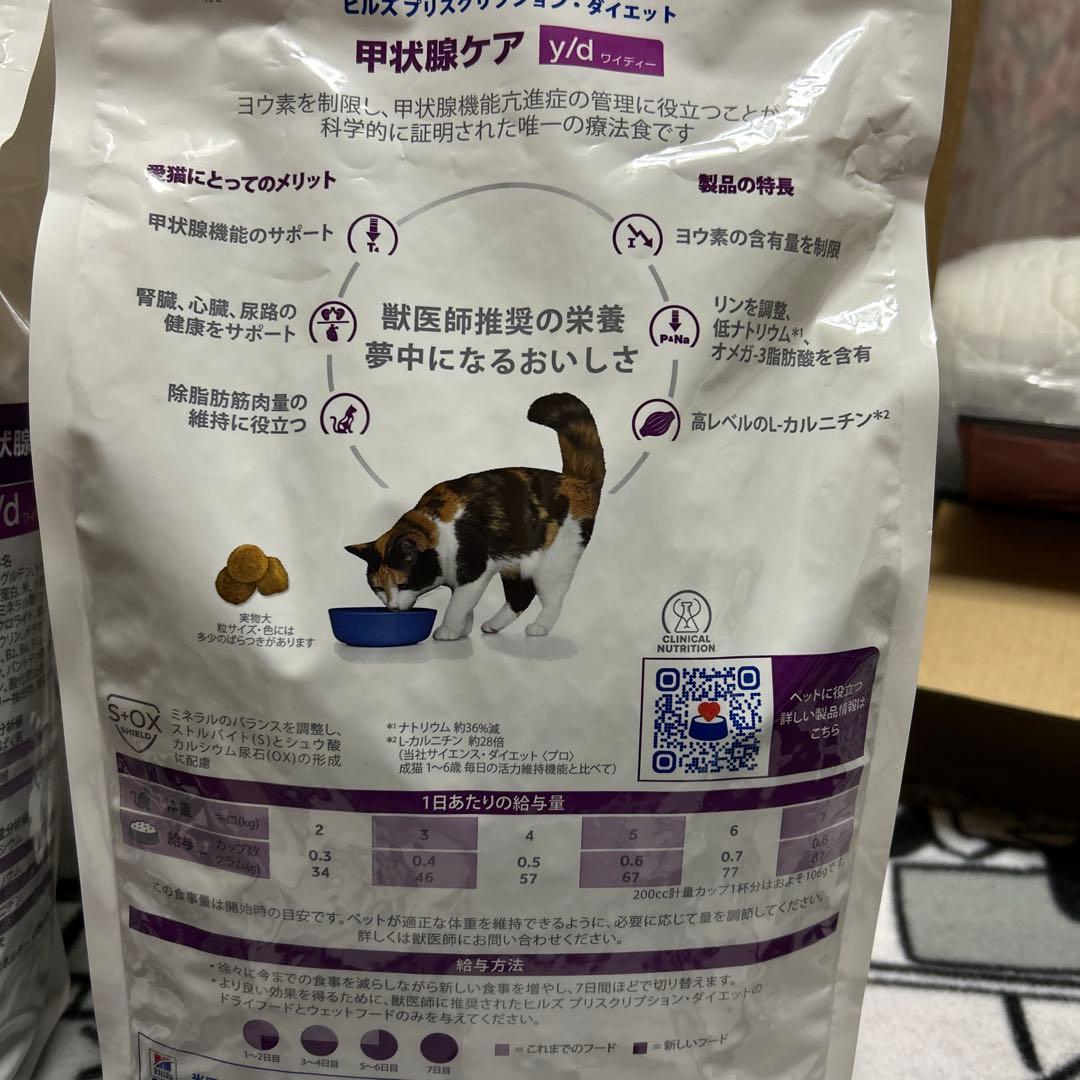 ヒルズ プリスクリプション・ダイエット
甲状腺ケア y/d ワイディー
ヨウ素を制限し、甲状腺機能亢進症の管理に役立つことが
科学的に証明された唯一の療法食です
愛猫にとってのメリット
甲状腺機能のサポート
T₄
腎臓、心臓、尿路の
健康をサポート
除脂肪筋肉量の
維持に役立つ
製品の特長
I
ヨウ素の含有量を制限
P&Na
リンを調整、
低ナトリウム*1、
オメガ-3脂肪酸を含有
高レベルのL-カルニチン*2
獣医師推奨の栄養
夢中になるおいしさ
実物大
粒サイズ・色には
多少のばらつきがあります
CLINICAL
NUTRITION
ペットに役立つ
詳しい製品情報は
こちら
S+OX
SHIELD
ミネラルのバランスを調整し、
ストルバイト(S)とシュウ酸
カルシウム尿石(OX)の形成
に配慮
*1 ナトリウム 約36%減
*2 L-カルニチン 約28倍
(当社サイエンス・ダイエット〈プロ〉
成猫 1〜6歳 毎日の活力維持機能と比べて)
1日あたりの給与量
体重 キロ(kg) 2 3 4 5 6 7
給与 カップ数 0.3 0.4 0.5 0.6 0.7 0.8
グラム(g) 34 46 57 67 77 87
200cc計量カップ1杯分はおよそ106gです
この食事量は開始時の目安です。ペットが適正な体重を維持できるように、必要に応じて量を調節してください。
詳しくは獣医師にお問い合わせください。
給与方法
・徐々に今までの食事を減らしながら新しい食事を増やし、7日間ほどで切り替えます。
・より良い効果を得るために、獣医師に推奨されたヒルズ プリスクリプション・ダイエットの
ドライフードとウェットフードのみを与えてください。
1〜2日目 3〜4日目 5〜6日目 7日目
=これまでのフード =新しいフード
Hill's